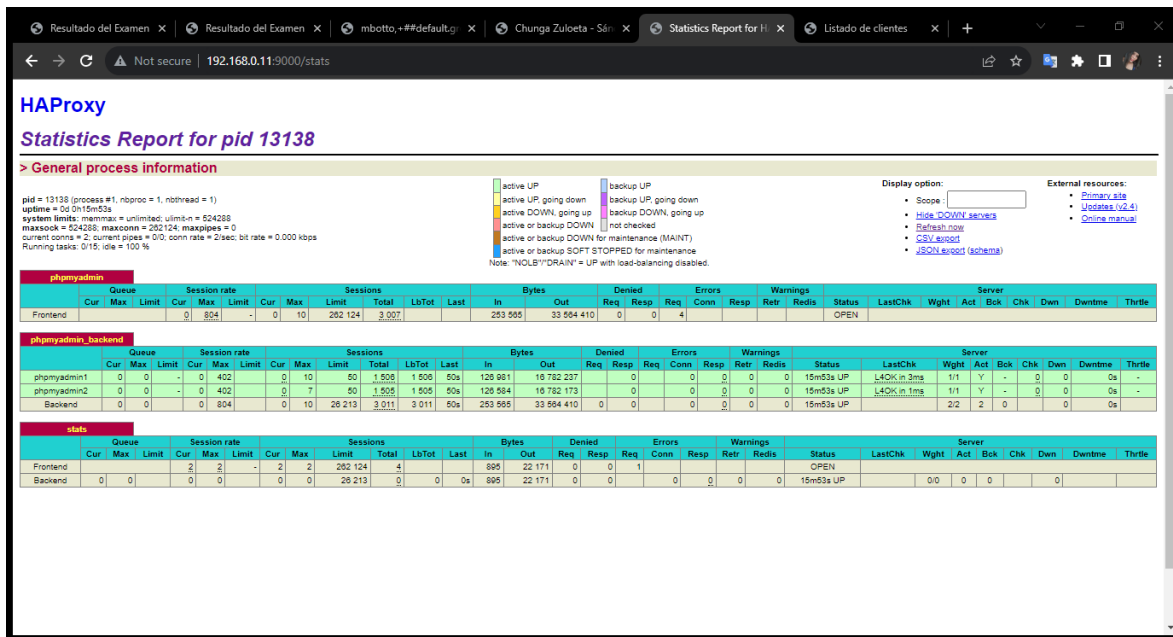 Resultado del Examen Resultado del Examen mbotto,+##default.gr Chunga Zuloeta - Sán Statistics Report for H Listado de clientes
Not secure 192.168.0.11:9000/stats
HAProxy
Statistics Report for pid 13138
> General process information
pid = 13138 (process #1, nbproc = 1, nbthread = 1)
uptime = 0d 0h15m53s
system limits: memmax = unlimited; ulimit-n = 524288
maxsock = 524288; maxconn = 262124; maxpipes = 0
current conns = 2; current pipes = 0/0; conn rate = 2/sec; bit rate = 0.000 kbps
Running tasks: 0/15; idle = 100 %
active UP backup UP
active UP, going down backup UP, going down
active DOWN, going up backup DOWN, going up
active or backup DOWN not checked
active or backup DOWN for maintenance (MAINT)
active or backup SOFT STOPPED for maintenance
Note: "NOLB"/"DRAIN" = UP with load-balancing disabled.
Display option:
Scope :
Hide 'DOWN' servers
Refresh now
CSV export
JSON export (schema)
External resources:
Primary site
Updates (v2.4)
Online manual
phpmyadmin
Queue Session rate Sessions Bytes Denied Errors Warnings Server
Cur Max Limit Cur Max Limit Cur Max Limit Total LbTot Last In Out Req Resp Req Conn Resp Retr Redis Status LastChk Wght Act Bck Chk Dwn Dwntme Thrtle
Frontend 0 804 - 0 10 262 124 3 007 253 565 33 564 410 0 0 4 OPEN
phpmyadmin_backend
Queue Session rate Sessions Bytes Denied Errors Warnings Server
Cur Max Limit Cur Max Limit Cur Max Limit Total LbTot Last In Out Req Resp Req Conn Resp Retr Redis Status LastChk Wght Act Bck Chk Dwn Dwntme Thrtle
phpmyadmin1 0 0 - 0 402 0 10 50 1 506 1 506 50s 126 981 16 782 237 0 0 0 0 0 15m53s UP L4OK in 3ms 1/1 Y - 0 0 0s -
phpmyadmin2 0 0 - 0 402 0 7 50 1 505 1 505 50s 126 584 16 782 173 0 0 0 0 0 15m53s UP L4OK in 1ms 1/1 Y - 0 0 0s -
Backend 0 0 0 804 0 10 26 213 3 011 3 011 50s 253 565 33 564 410 0 0 0 0 0 0 15m53s UP 2/2 2 0 0 0s
stats
Queue Session rate Sessions Bytes Denied Errors Warnings Server
Cur Max Limit Cur Max Limit Cur Max Limit Total LbTot Last In Out Req Resp Req Conn Resp Retr Redis Status LastChk Wght Act Bck Chk Dwn Dwntme Thrtle
Frontend 2 2 - 2 2 262 124 4 895 22 171 0 0 1 OPEN
Backend 0 0 0 0 0 0 26 213 0 0 0s 895 22 171 0 0 0 0 0 0 15m53s UP 0/0 0 0 0